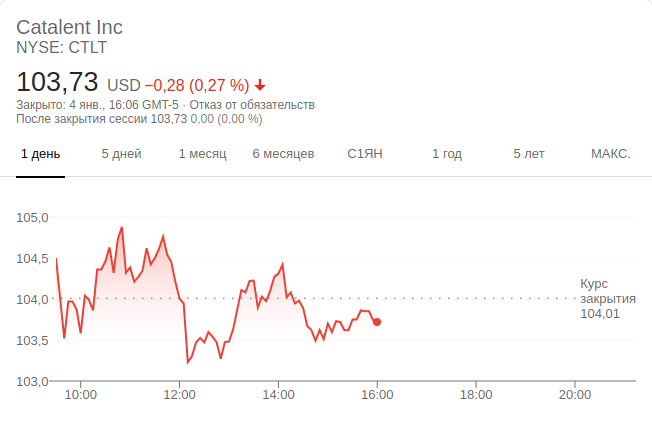 Catalent Inc
NYSE: CTLT
103,73 USD −0,28 (0,27 %)
Закрыто: 4 янв., 16:06 GMT-5 · Отказ от обязательств
После закрытия сессии 103,73 0,00 (0,00 %)
1 день 5 дней 1 месяц 6 месяцев С1ЯН 1 год 5 лет МАКС.
105,0
104,5
104,0
103,5
103,0
Курс
закрытия
104,01
10:00 12:00 14:00 16:00 18:00 20:00